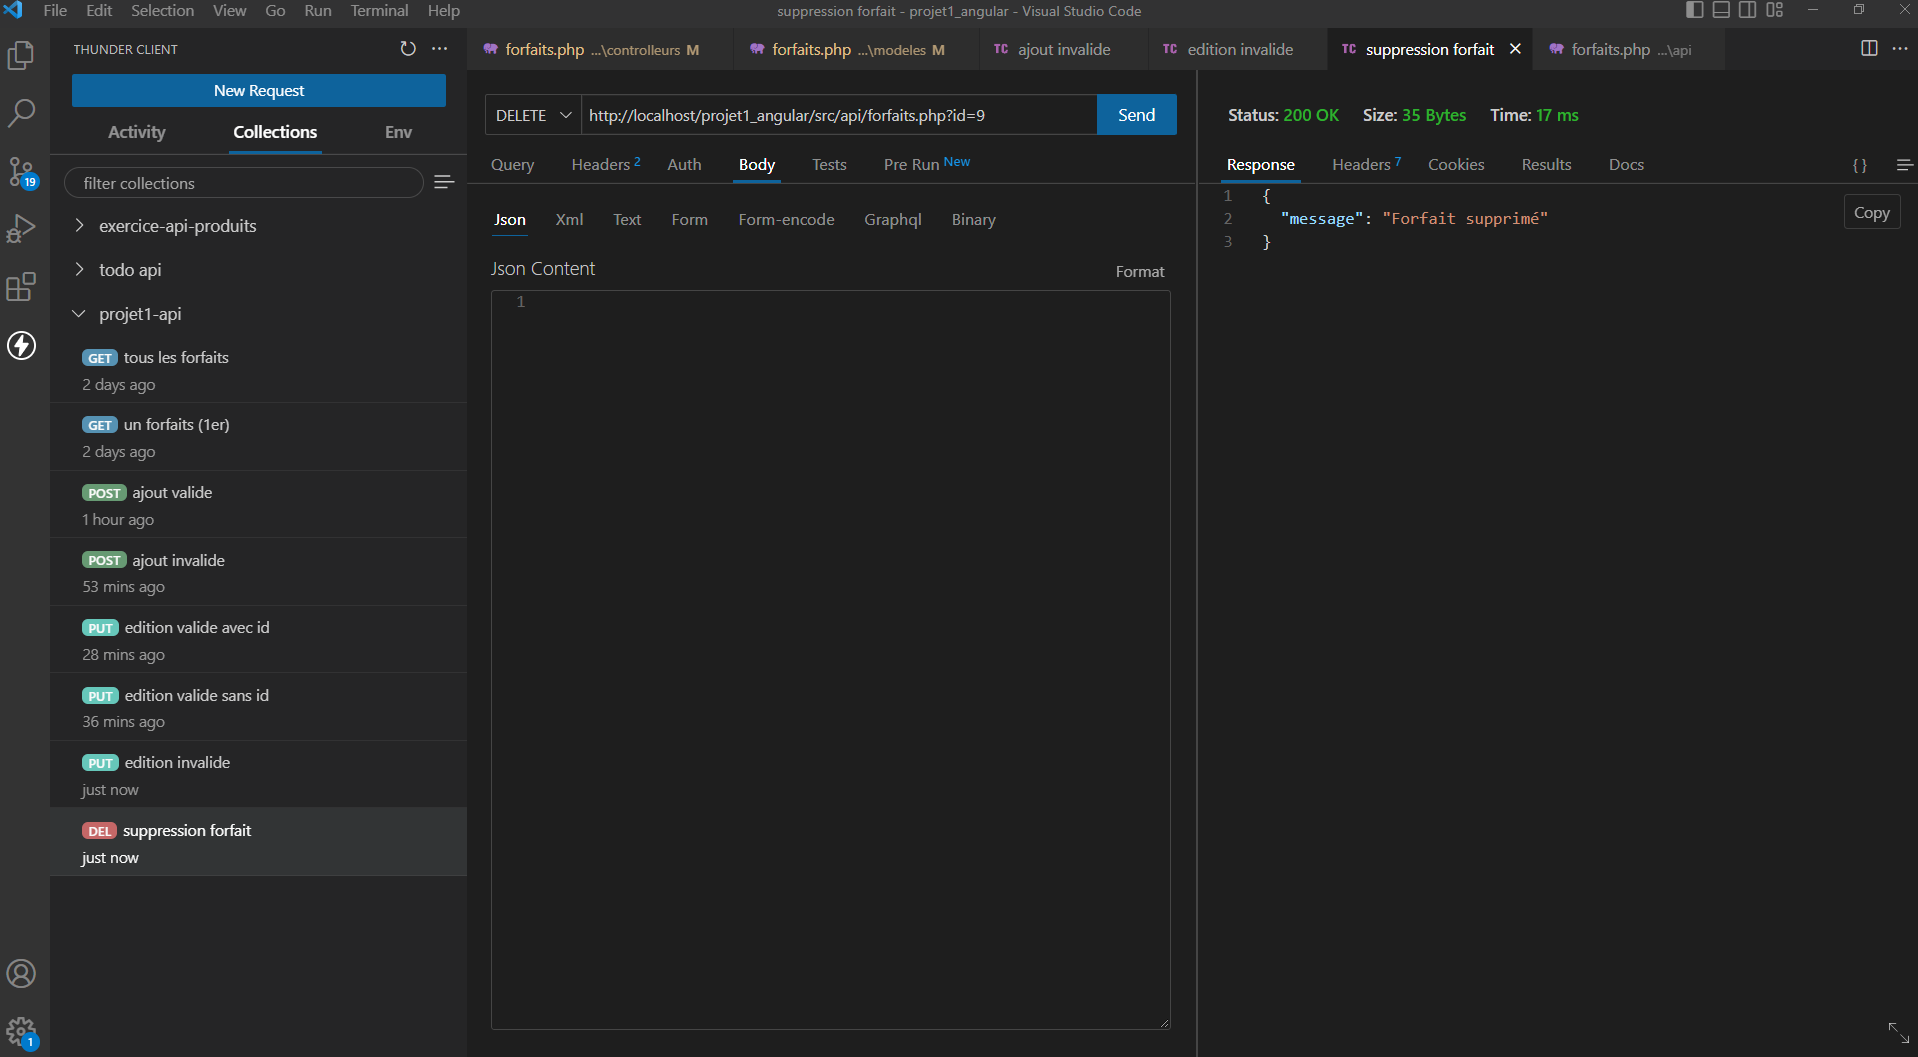 File Edit Selection View Go Run Terminal Help
suppression forfait - projet1_angular - Visual Studio Code
THUNDER CLIENT
New Request
Activity Collections Env
filter collections
19
exercice-api-produits
todo api
projet1-api
GET tous les forfaits
2 days ago
GET un forfaits (1er)
2 days ago
POST ajout valide
1 hour ago
POST ajout invalide
53 mins ago
PUT edition valide avec id
28 mins ago
PUT edition valide sans id
36 mins ago
PUT edition invalide
just now
DEL suppression forfait
just now
1
forfaits.php ...\controlleurs M
forfaits.php ...\modeles M
TC ajout invalide
TC edition invalide
TC suppression forfait
forfaits.php ...\api
DELETE http://localhost/projet1_angular/src/api/forfaits.php?id=9 Send
Query Headers 2 Auth Body Tests Pre Run New
Json Xml Text Form Form-encode Graphql Binary
Json Content
Format
1
Status: 200 OK Size: 35 Bytes Time: 17 ms
Response Headers 7 Cookies Results Docs { }
1 {
2 "message": "Forfait supprimé"
3 }
Copy